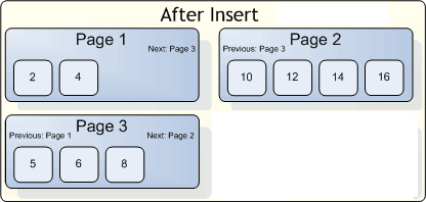 After Insert
Page 1
Next: Page 3
2 4
Page 2
Previous: Page 3
10 12 14 16
Page 3
Previous: Page 1 Next: Page 2
5 6 8